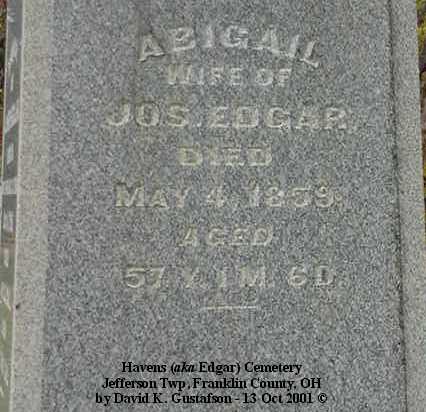 ABIGAIL
WIFE OF
JOS. EDGAR
DIED
MAY 4, 1859.
AGED
57 Y. 1 M. 6 D.
Havens (aka Edgar) Cemetery
Jefferson Twp, Franklin County, OH
by David K. Gustafson - 13 Oct 2001 ©